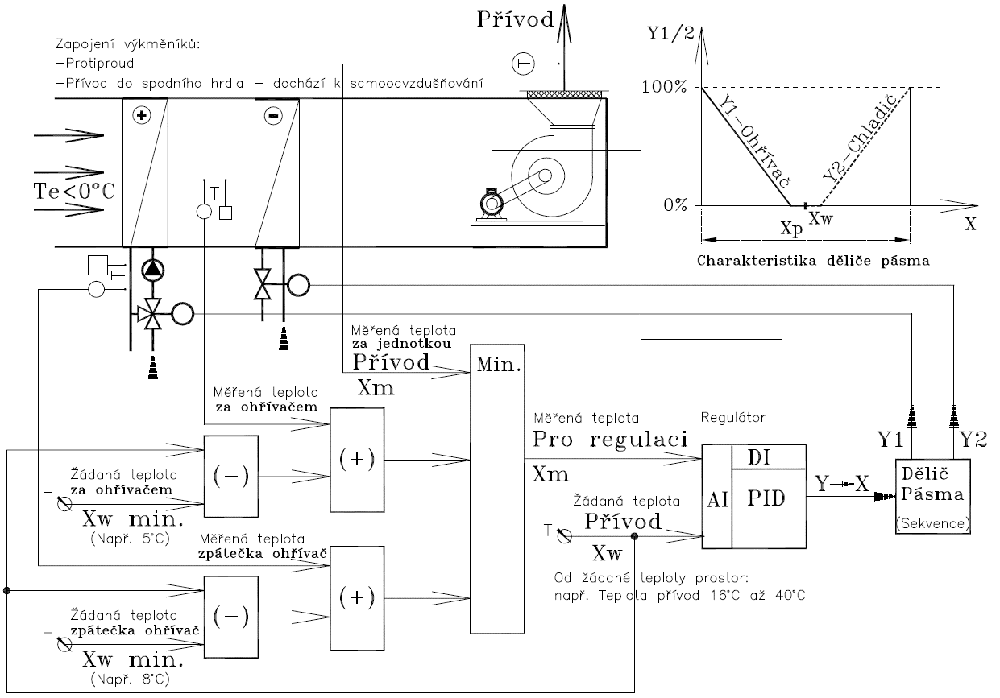 Zapojení výkměníků:
–Protiproud
–Přívod do spodního hrdla – dochází k samoodvzdušňování
Přívod
T
+
–
Te<0°C
T
T
Y1/2
100%
0%
Y1–Ohřívač
Y2–Chladič
Xp
Xw
X
Charakteristika děliče pásma
Měřená teplota
za jednotkou
Přívod
Xm
Min.
Měřená teplota
za ohřívačem
(–)
(+)
Žádaná teplota
za ohřívačem
T
Xw min.
(Např. 5°C)
Měřená teplota
zpátečka ohřívač
(–)
(+)
Žádaná teplota
zpátečka ohřívač
T
Xw min.
(Např. 8°C)
Měřená teplota
Pro regulaci
Xm
Regulátor
DI
AI
PID
Žádaná teplota
Přívod
T
Xw
Od žádané teploty prostor:
např. Teplota přívod 16°C až 40°C
Y
X
Y1
Y2
Dělič
Pásma
(Sekvence)